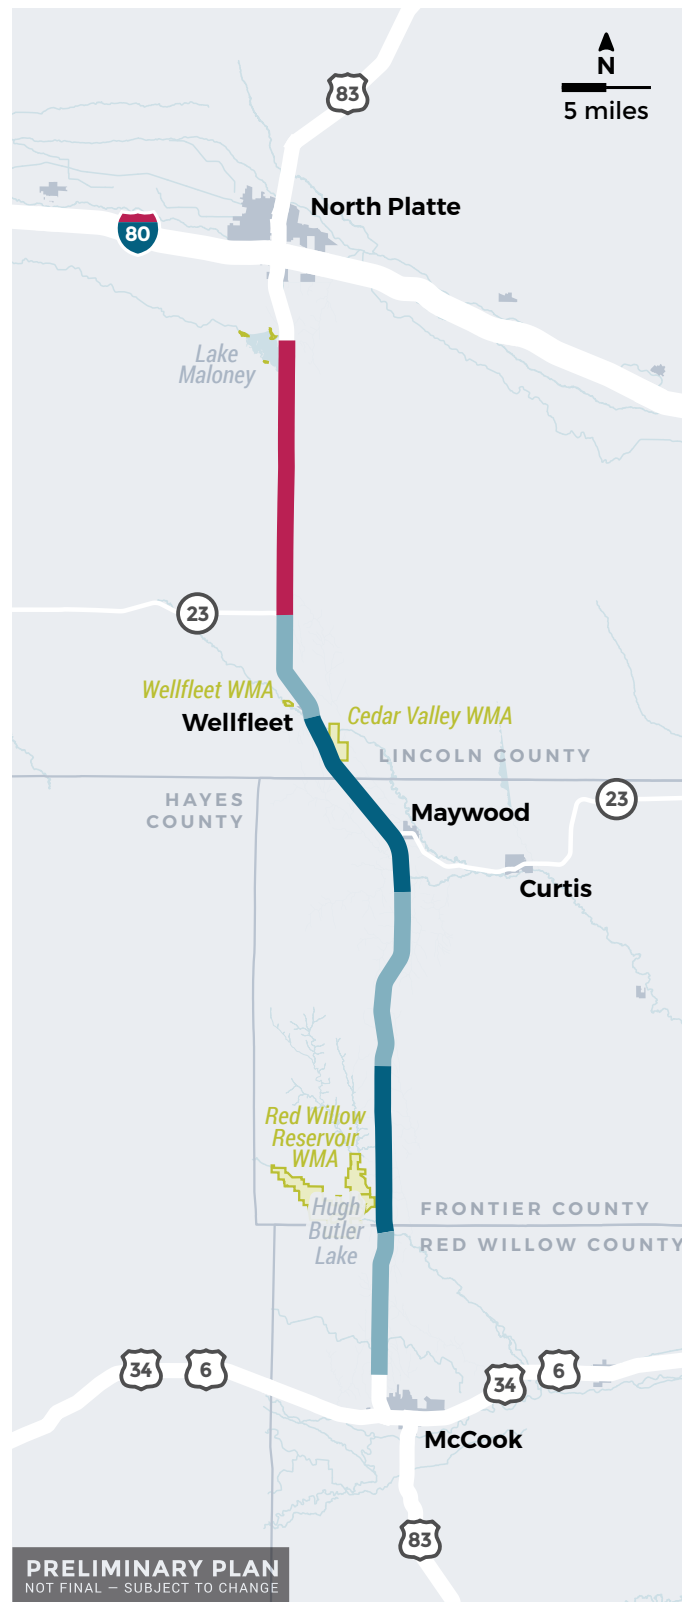 N
5 miles
83
North Platte
80
Lake
Maloney
23
Wellfleet WMA
Wellfleet
Cedar Valley WMA
LINCOLN COUNTY
HAYES
COUNTY
23
Maywood
Curtis
Red Willow
Reservoir
WMA
Hugh
Butler
Lake
FRONTIER COUNTY
RED WILLOW COUNTY
34
6
34
6
McCook
83
PRELIMINARY PLAN
NOT FINAL – SUBJECT TO CHANGE